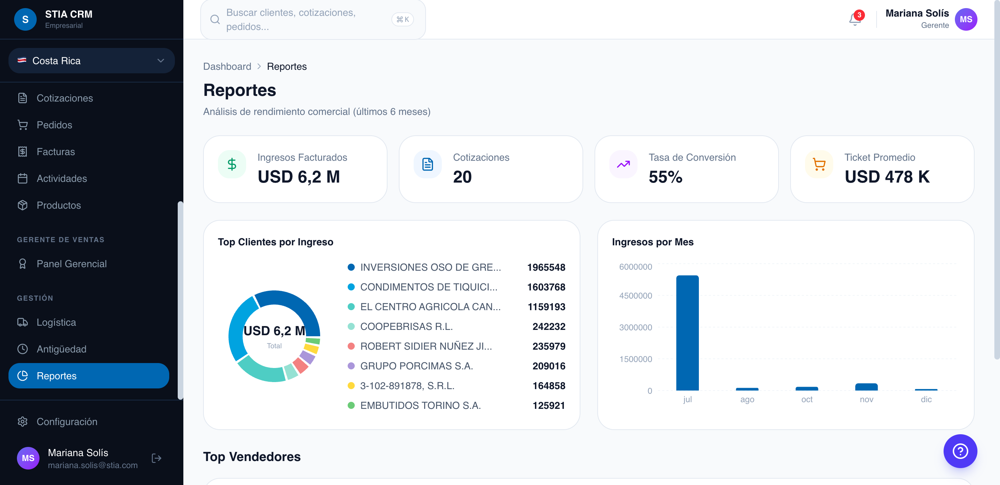 S
STIA CRM
Empresarial
Costa Rica
Cotizaciones
Pedidos
Facturas
Actividades
Productos
GERENTE DE VENTAS
Panel Gerencial
GESTIÓN
Logística
Antigüedad
Reportes
Configuración
MS
Mariana Solís
mariana.solis@stia.com
Buscar clientes, cotizaciones,
pedidos...
⌘ K
3
Mariana Solís
Gerente
MS
Dashboard > Reportes
Reportes
Análisis de rendimiento comercial (últimos 6 meses)
Ingresos Facturados
USD 6,2 M
Cotizaciones
20
Tasa de Conversión
55%
Ticket Promedio
USD 478 K
Top Clientes por Ingreso
USD 6,2 M
Total
INVERSIONES OSO DE GRE... 1965548
CONDIMENTOS DE TIQUICI... 1603768
EL CENTRO AGRICOLA CAN... 1159193
COOPEBRISAS R.L. 242232
ROBERT SIDIER NUÑEZ JI... 235979
GRUPO PORCIMAS S.A. 209016
3-102-891878, S.R.L. 164858
EMBUTIDOS TORINO S.A. 125921
Ingresos por Mes
6000000
4500000
3000000
1500000
0
jul ago oct nov dic
Top Vendedores